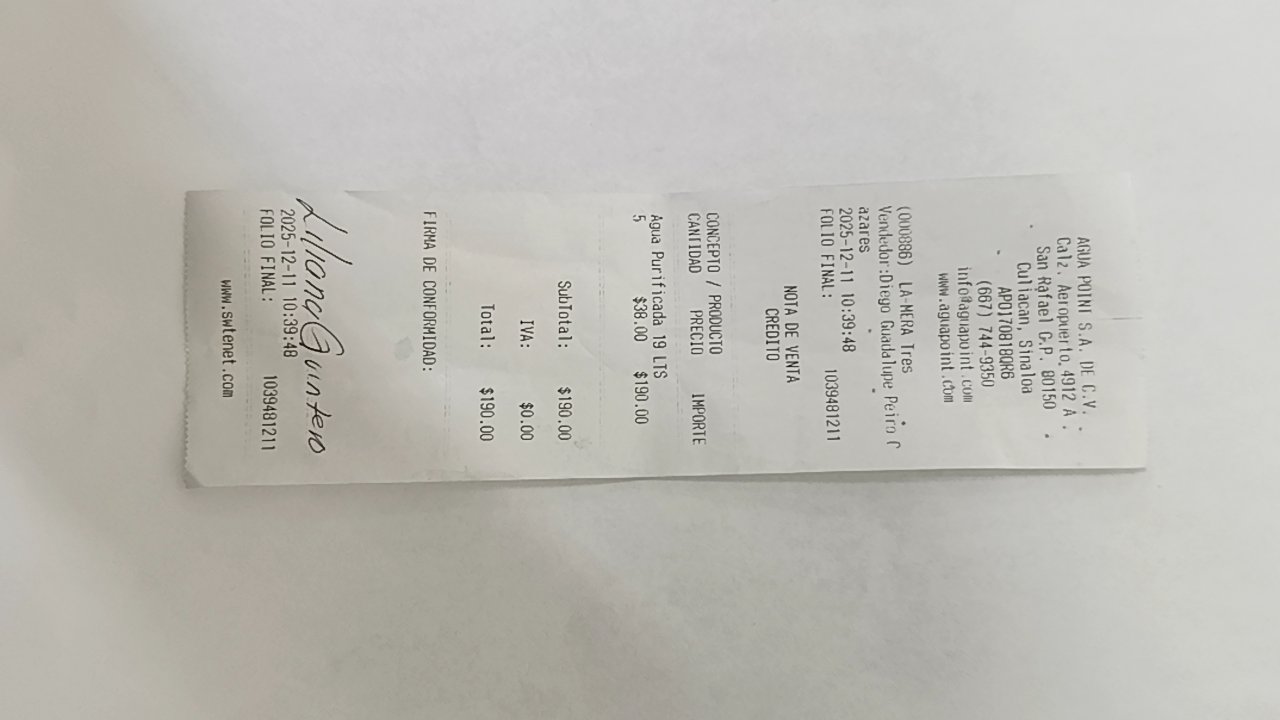 AGUA POINT S.A. DE C.V.
Calz. Aeropuerto, 4912 A
San Rafael C.P. 80150
Culiacan, Sinaloa
APO170818QR6
(667) 744-9350
info@aguapoint.com
www.aguapoint.com
(000886) LA-MERA Tres
Vendedor:Diego Guadalupe Peiro C
azares
2025-12-11 10:39:48
FOLIO FINAL: 1039481211
NOTA DE VENTA
CREDITO
CONCEPTO / PRODUCTO
CANTIDAD PRECIO IMPORTE
Agua Purificada 19 LTS
5 $38.00 $190.00
SubTotal: $190.00
IVA: $0.00
Total: $190.00
FIRMA DE CONFORMIDAD:
Liliana Quintero
2025-12-11 10:39:48
FOLIO FINAL: 1039481211
www.swtenet.com